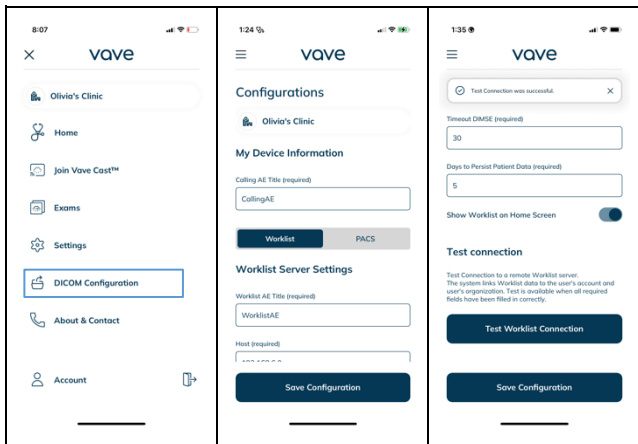 8:07
vave
Olivia's Clinic
Home
Join Vave Cast™
Exams
Settings
DICOM Configuration
About & Contact
Account
1:24
vave
Configurations
Olivia's Clinic
My Device Information
Calling AE Title (required)
CallingAE
Worklist PACS
Worklist Server Settings
Worklist AE Title (required)
WorklistAE
Host (required)
Save Configuration
1:35
vave
Test Connection was successful.
Timeout DIMSE (required)
30
Days to Persist Patient Data (required)
5
Show Worklist on Home Screen
Test connection
Test Connection to a remote Worklist server.
The system links Worklist data to the user's account and
user's organization. Test is available when all required
fields have been filled in correctly.
Test Worklist Connection
Save Configuration